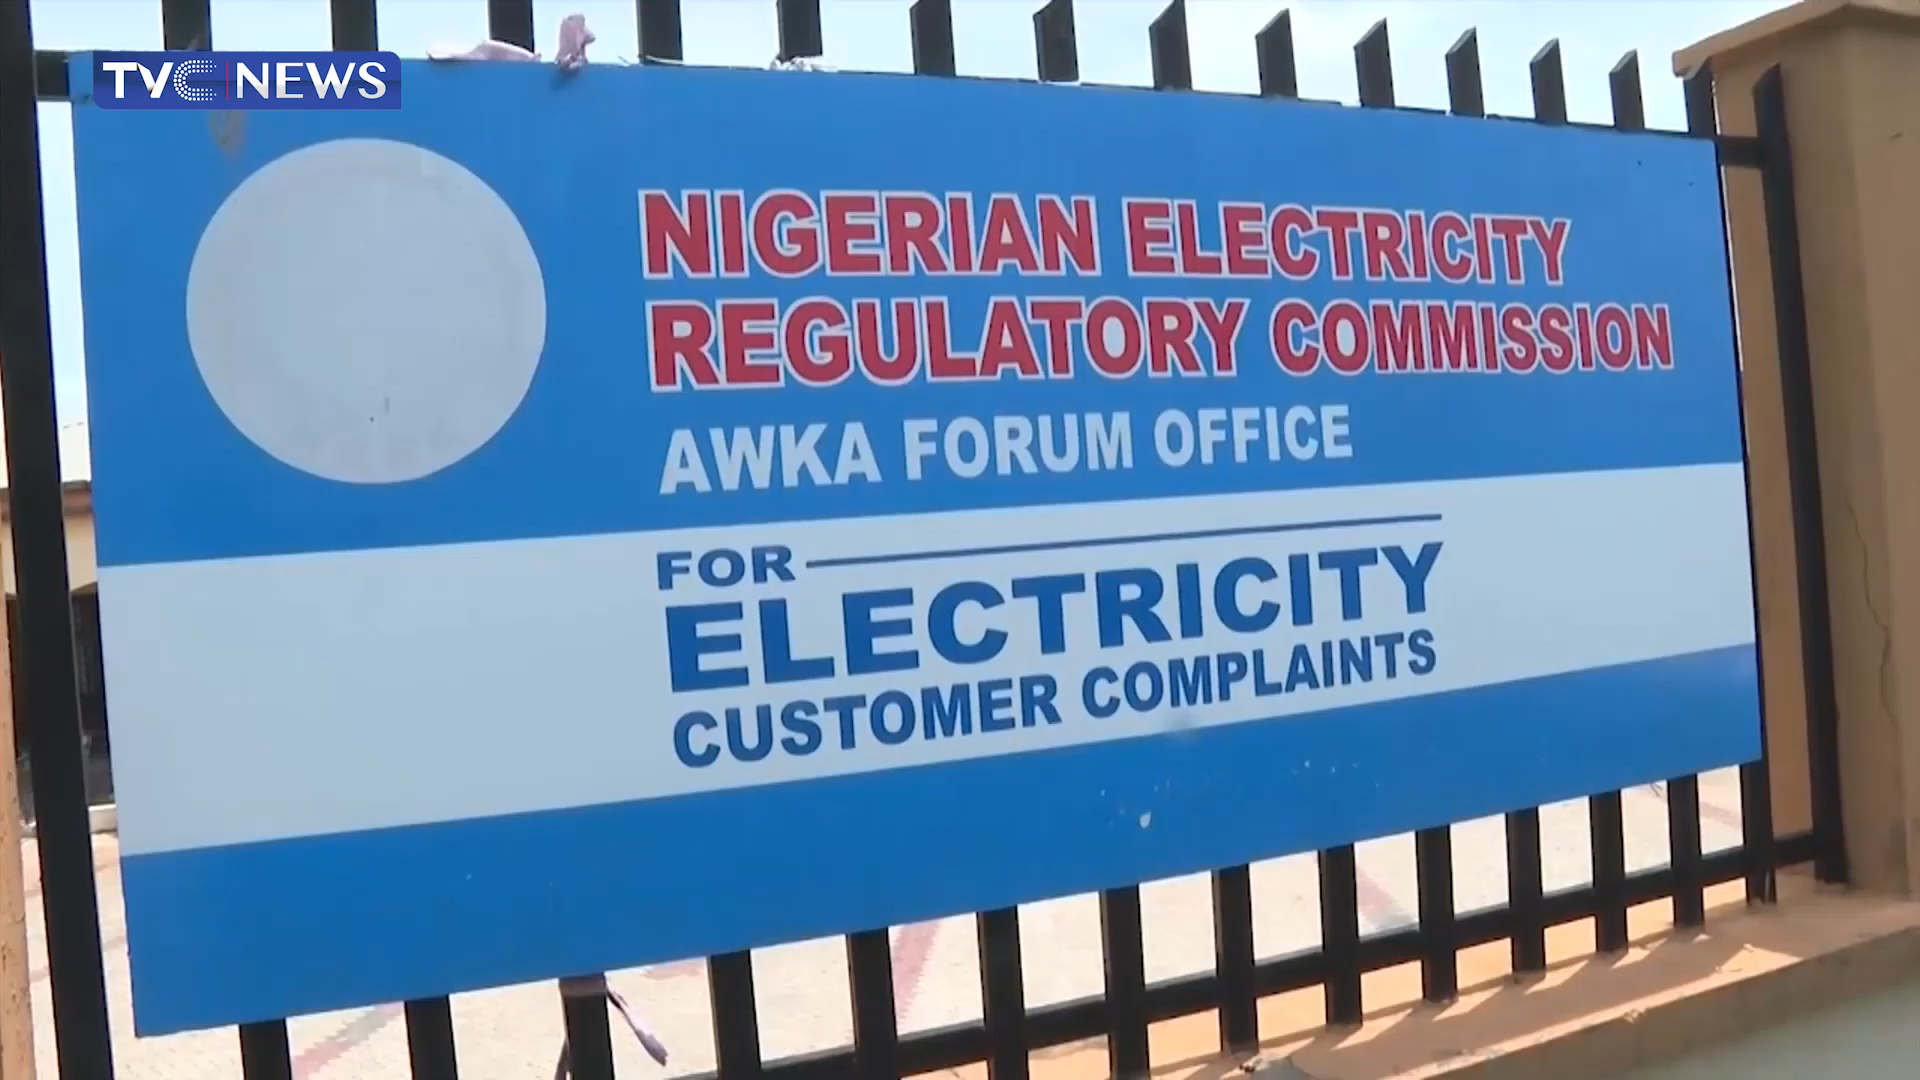 TVC NEWS
NIGERIAN ELECTRICITY
REGULATORY COMMISSION
AWKA FORUM OFFICE
FOR
ELECTRICITY
CUSTOMER COMPLAINTS